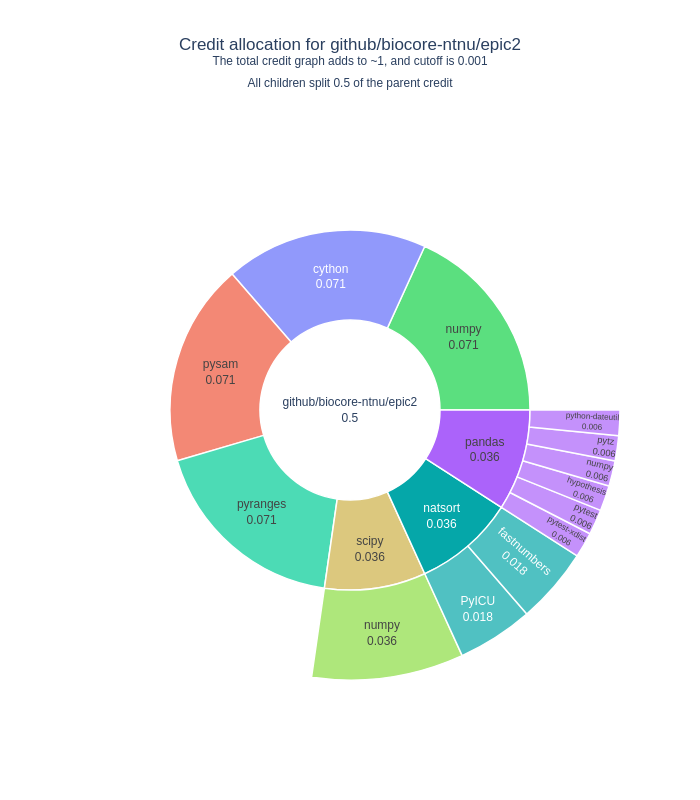 Credit allocation for github/biocore-ntnu/epic2
The total credit graph adds to ~1, and cutoff is 0.001
All children split 0.5 of the parent credit
cython
0.071
numpy
0.071
pysam
0.071
github/biocore-ntnu/epic2
0.5
pandas
0.036
python-dateutil
0.006
pytz
0.006
numpy
0.006
hypothesis
0.006
pytest
0.006
pytest-xdist
0.006
pyranges
0.071
natsort
0.036
scipy
0.036
fastnumbers
0.018
PyICU
0.018
numpy
0.036